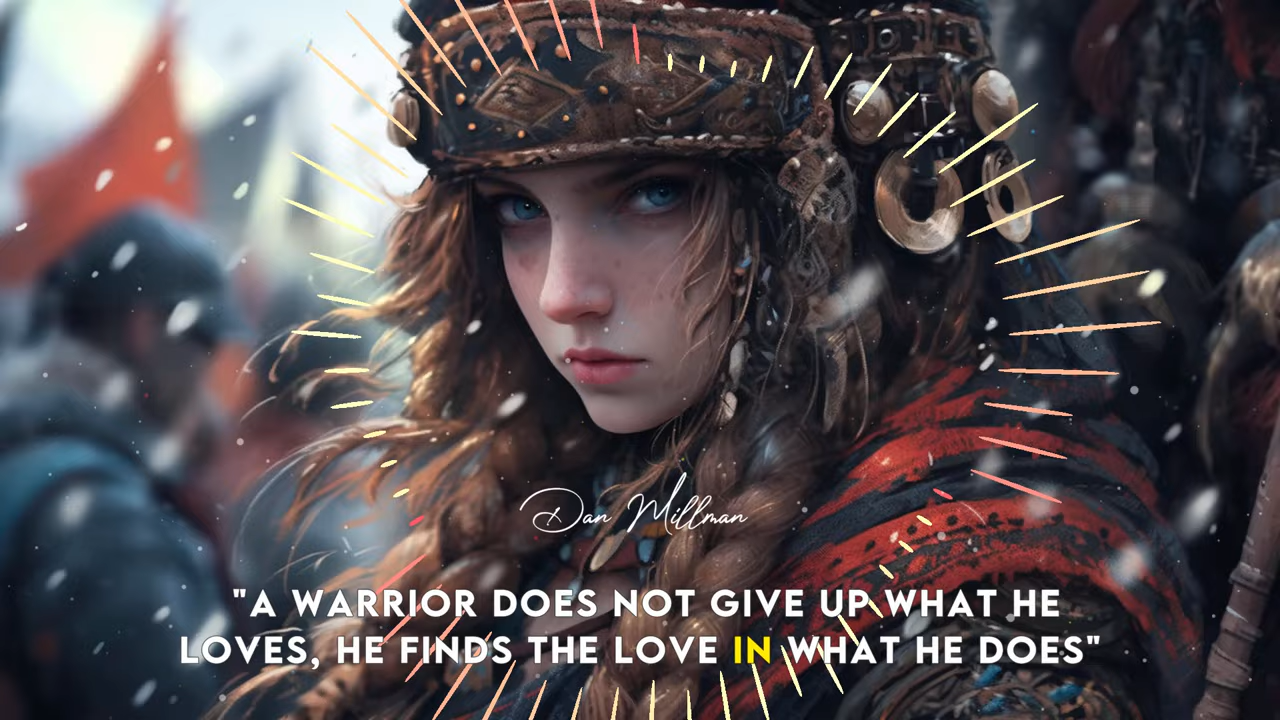 Dan Millman
"A WARRIOR DOES NOT GIVE UP WHAT HE
LOVES, HE FINDS THE LOVE IN WHAT HE DOES"